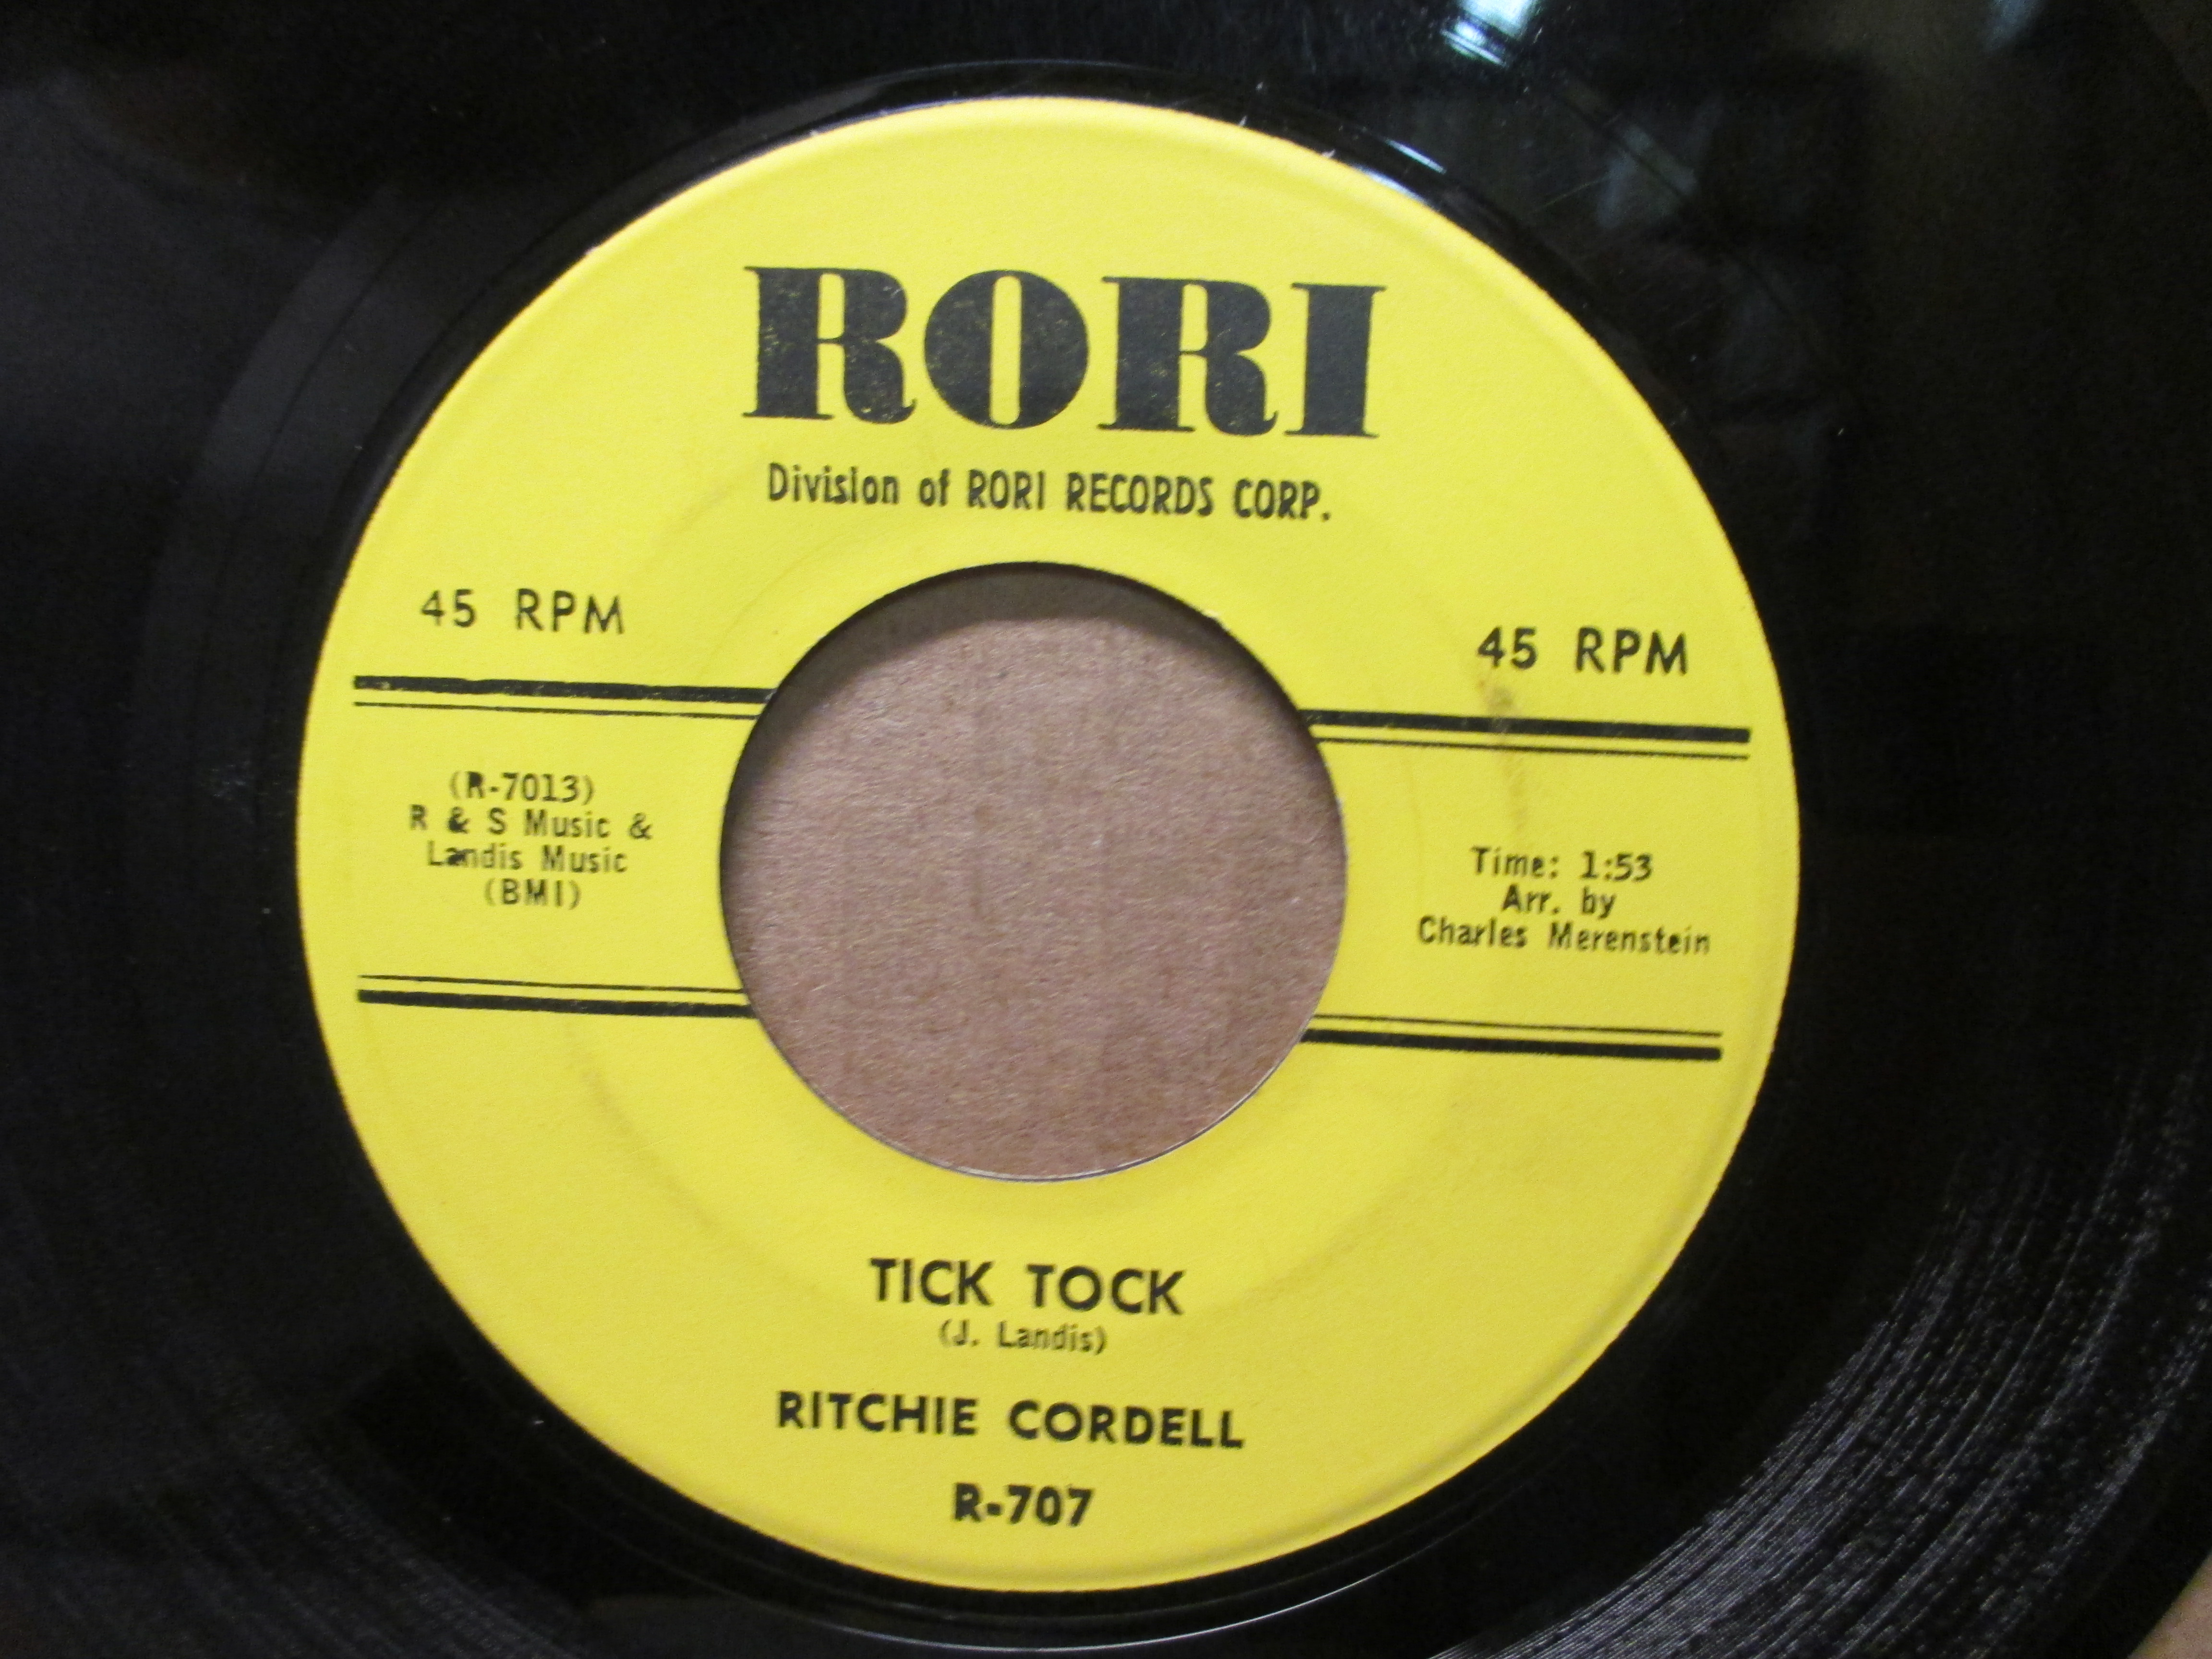 RORI
Division of RORI RECORDS CORP.
45 RPM
45 RPM
(R-7013)
R & S Music &
Landis Music
(BMI)
Time: 1:53
Arr. by
Charles Merenstein
TICK TOCK
(J. Landis)
RITCHIE CORDELL
R-707